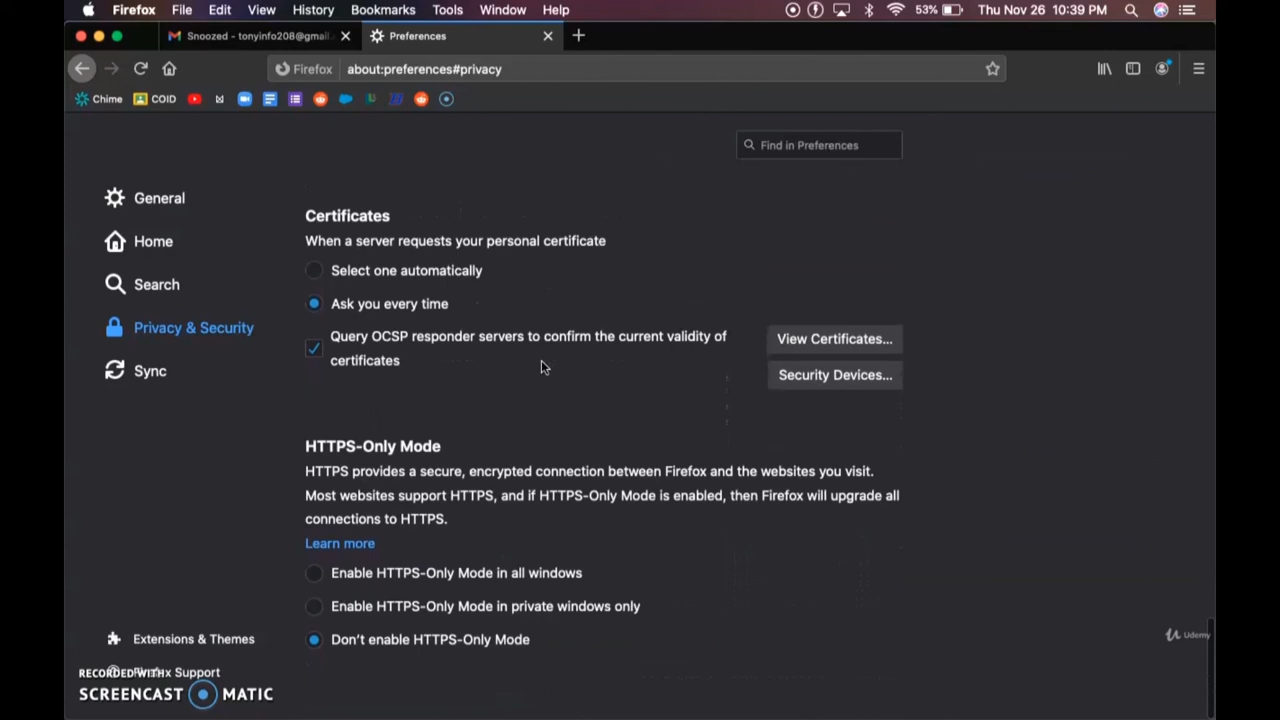 Firefox File Edit View History Bookmarks Tools Window Help 53% Thu Nov 26 10:39 PM
Snoozed - tonyinfo208@gmail. Preferences
Firefox about:preferences#privacy
Chime COID
Find in Preferences
General
Home
Search
Privacy & Security
Sync
Certificates
When a server requests your personal certificate
Select one automatically
Ask you every time
Query OCSP responder servers to confirm the current validity of
certificates
View Certificates...
Security Devices...
HTTPS-Only Mode
HTTPS provides a secure, encrypted connection between Firefox and the websites you visit.
Most websites support HTTPS, and if HTTPS-Only Mode is enabled, then Firefox will upgrade all
connections to HTTPS.
Learn more
Enable HTTPS-Only Mode in all windows
Enable HTTPS-Only Mode in private windows only
Don't enable HTTPS-Only Mode
Extensions & Themes
Support
RECORDED WITH
SCREENCAST MATIC
Udemy